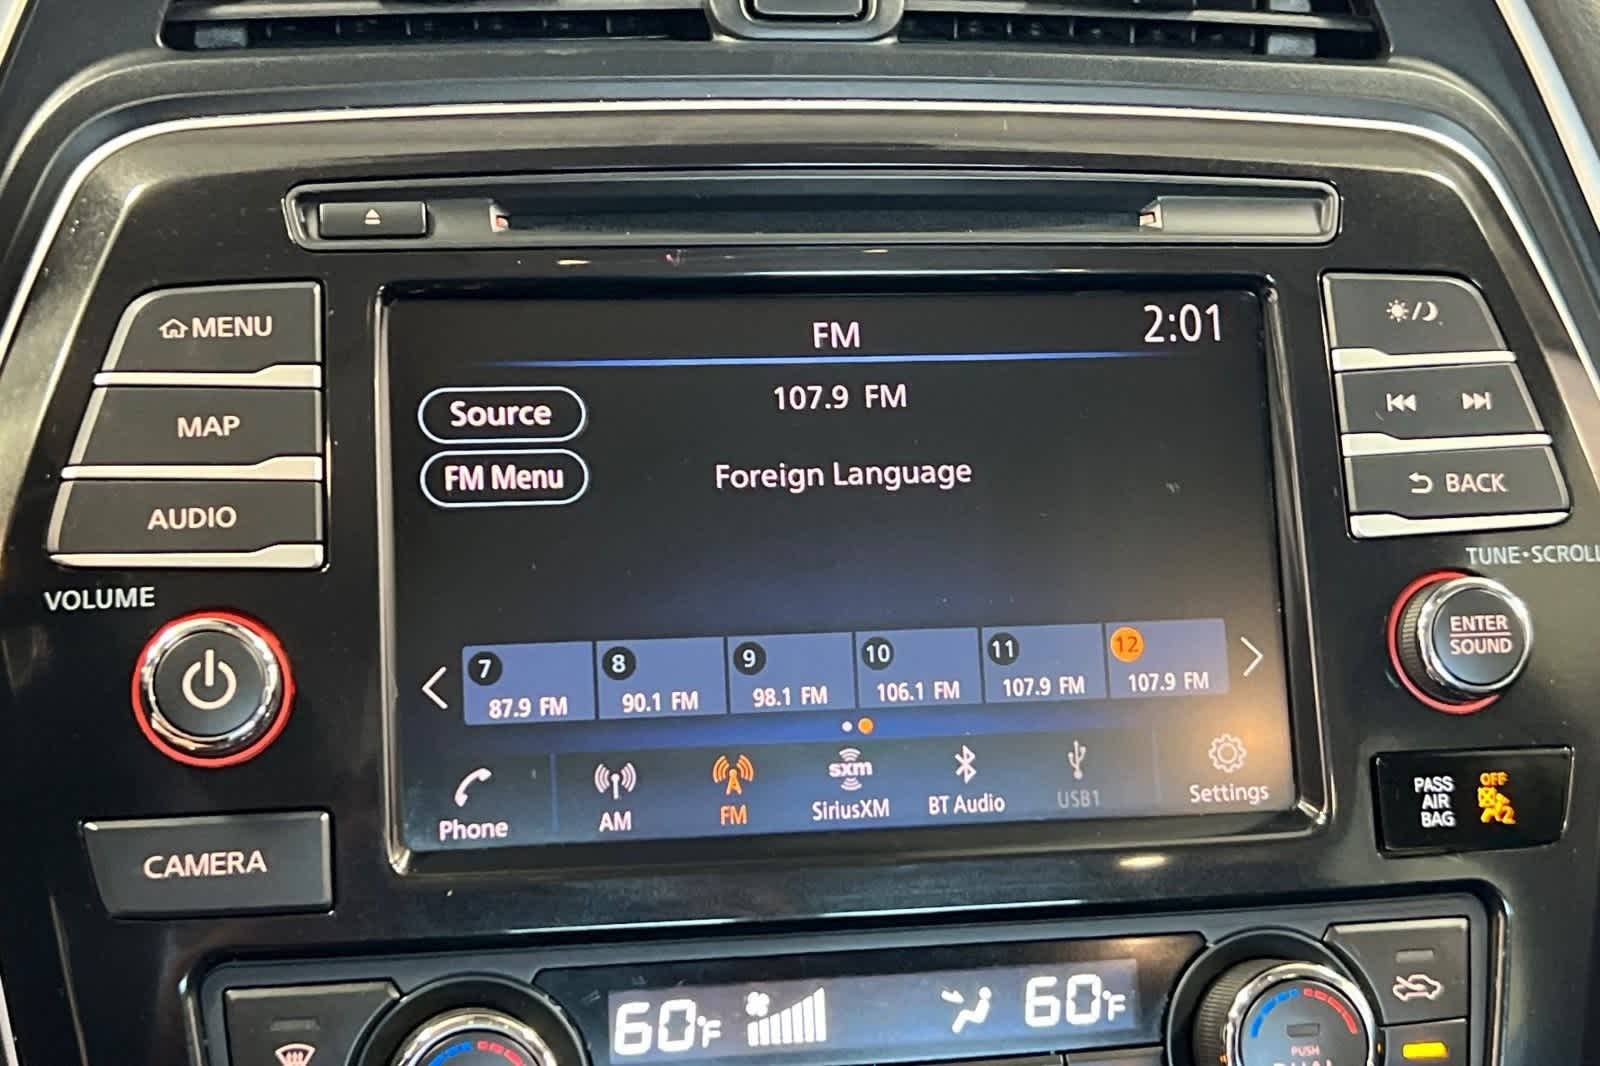 MENU
MAP
AUDIO
VOLUME
CAMERA
FM
2:01
Source
FM Menu
107.9 FM
Foreign Language
7
87.9 FM
8
90.1 FM
9
98.1 FM
10
106.1 FM
11
107.9 FM
12
107.9 FM
Phone
AM
FM
sxm
SiriusXM
BT Audio
USB1
Settings
BACK
TUNE•SCROLL
ENTER
SOUND
PASS
AIR
BAG
OFF
2
60°F
60°F
PUSH